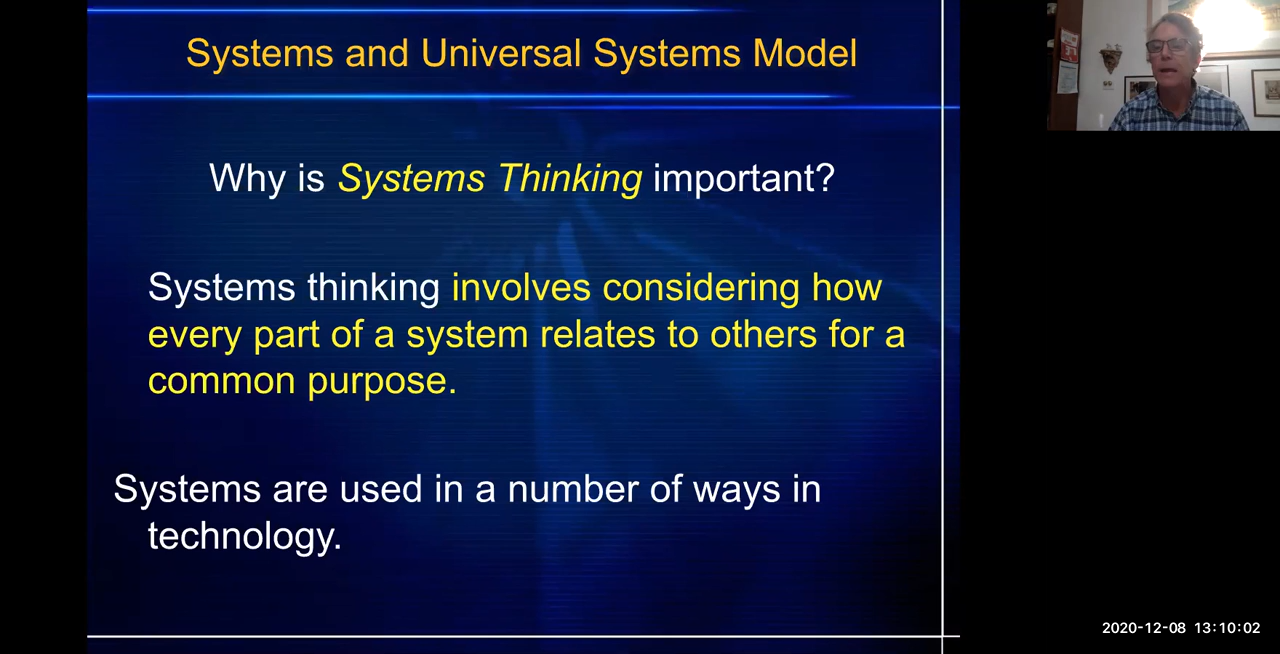 Systems and Universal Systems Model
Why is Systems Thinking important?
Systems thinking involves considering how
every part of a system relates to others for a
common purpose.
Systems are used in a number of ways in
technology.
2020-12-08 13:10:02